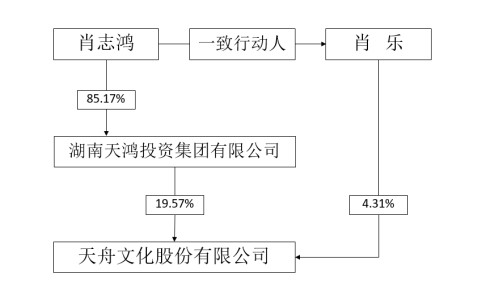 肖志鸿 一致行动人 肖 乐
85.17%
湖南天鸿投资集团有限公司
19.57% 4.31%
天舟文化股份有限公司